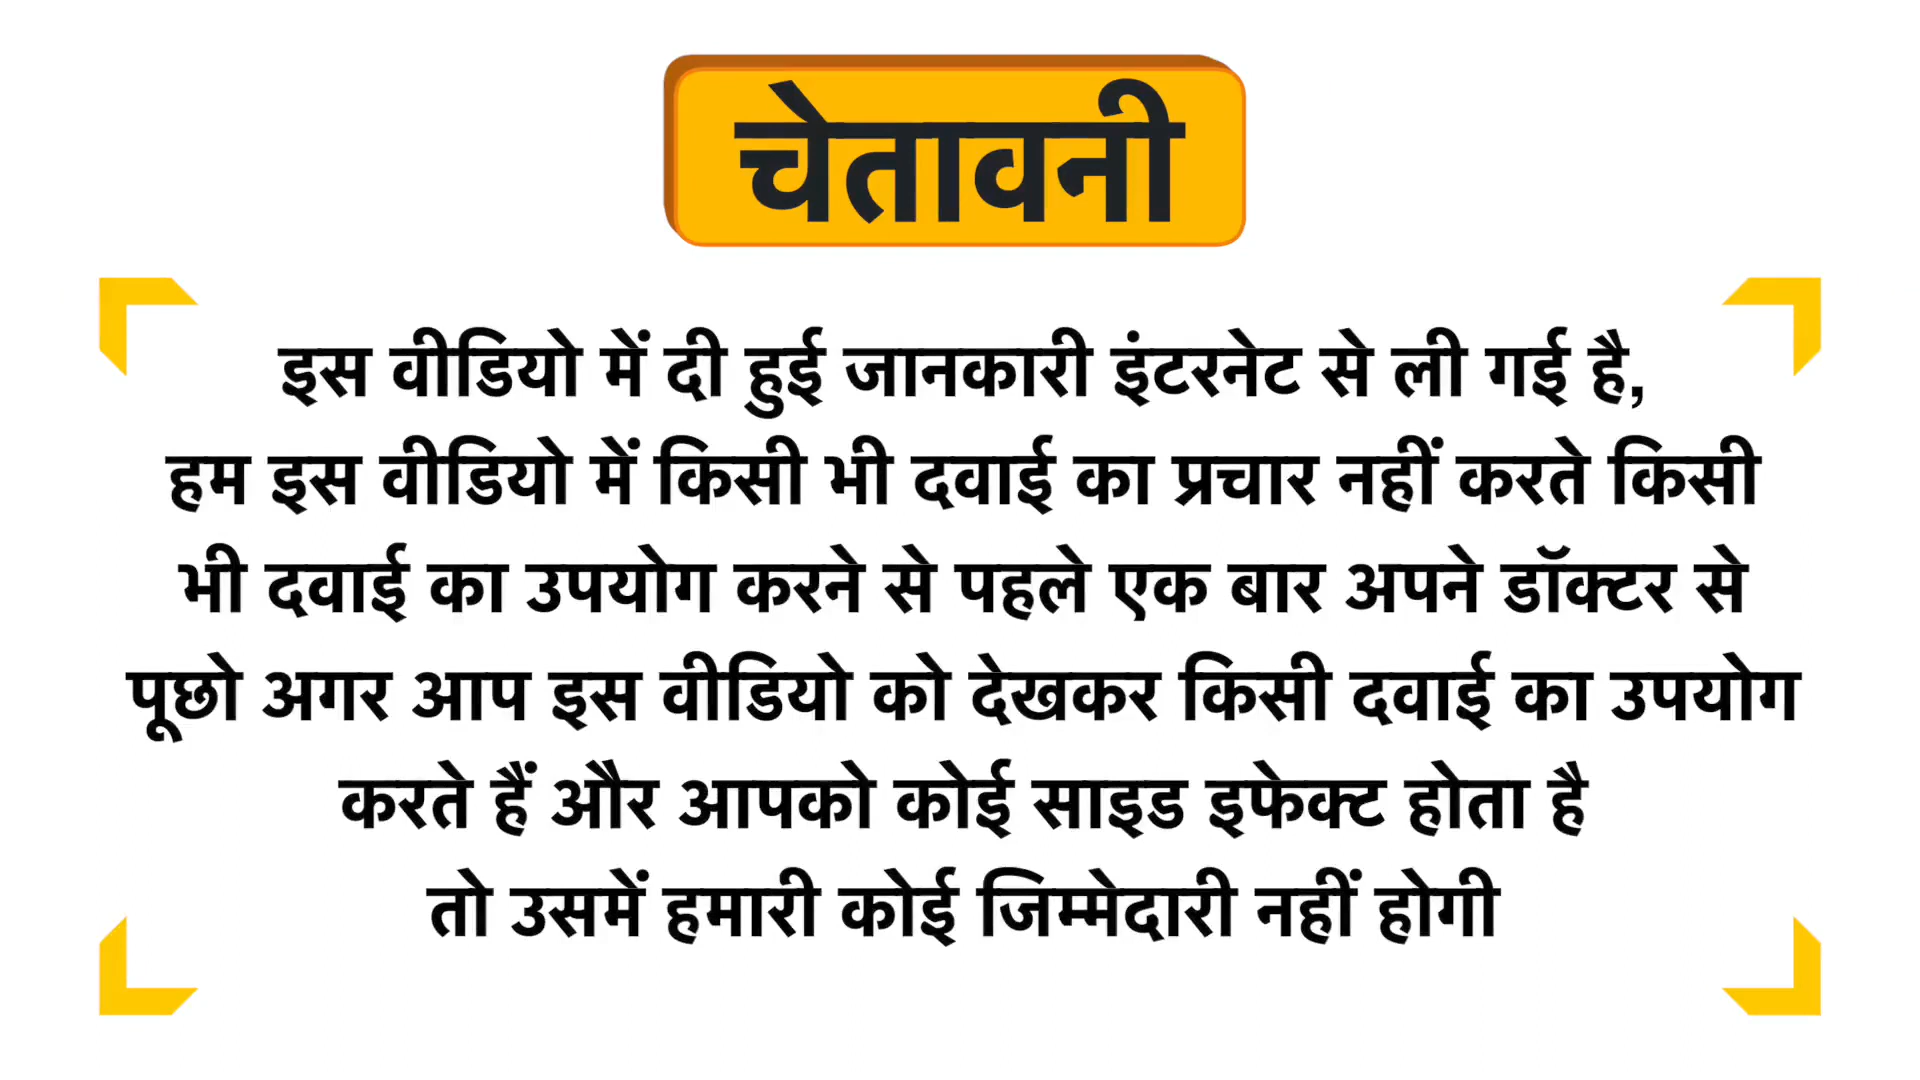 चेतावनी
इस वीडियो में दी हुई जानकारी इंटरनेट से ली गई है,
हम इस वीडियो में किसी भी दवाई का प्रचार नहीं करते किसी
भी दवाई का उपयोग करने से पहले एक बार अपने डॉक्टर से
पूछो अगर आप इस वीडियो को देखकर किसी दवाई का उपयोग
करते हैं और आपको कोई साइड इफेक्ट होता है
तो उसमें हमारी कोई जिम्मेदारी नहीं होगी